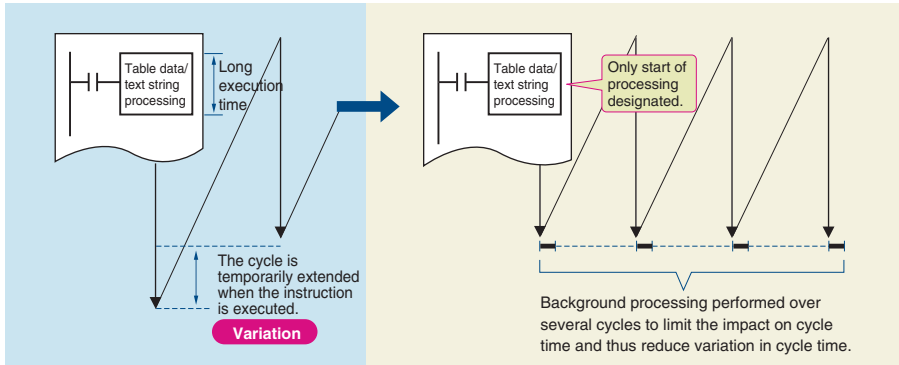 Table data/
text string
processing
Long
execution
time
The cycle is
temporarily extended
when the instruction
is executed.
Variation
Table data/
text string
processing
Only start of
processing
designated.
Background processing performed over
several cycles to limit the impact on cycle
time and thus reduce variation in cycle time.